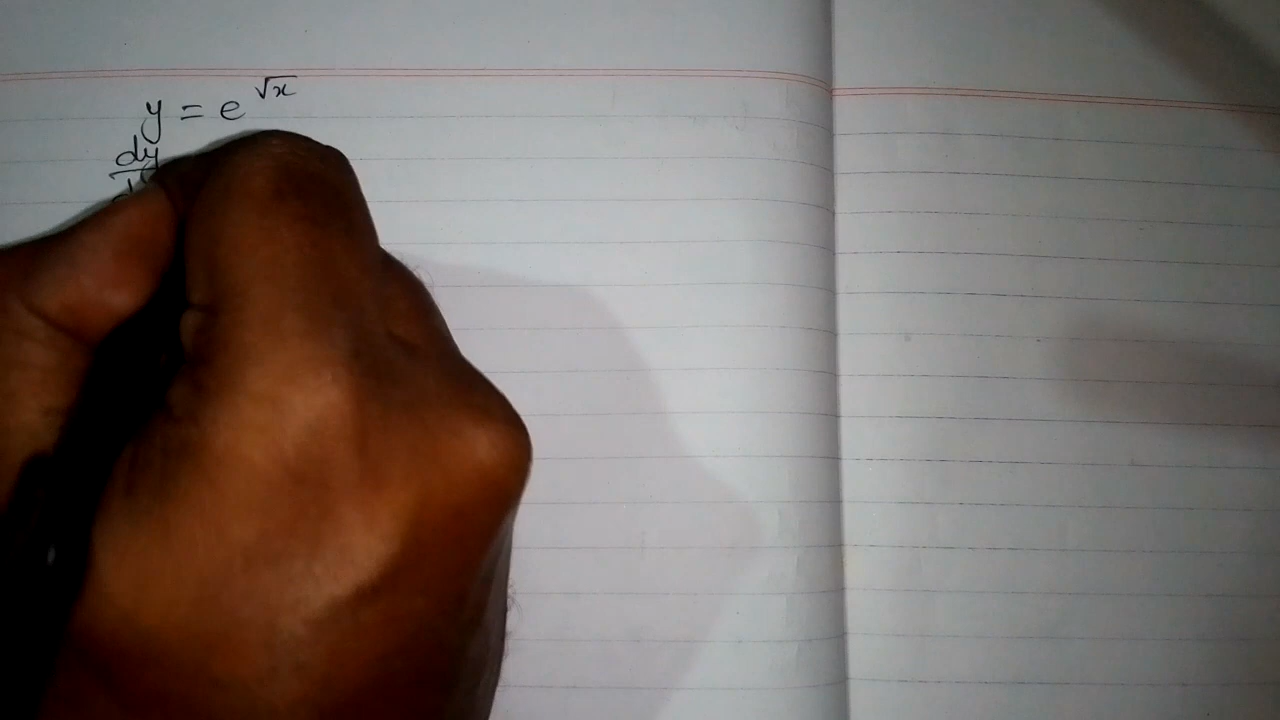 y = e^√x
dy